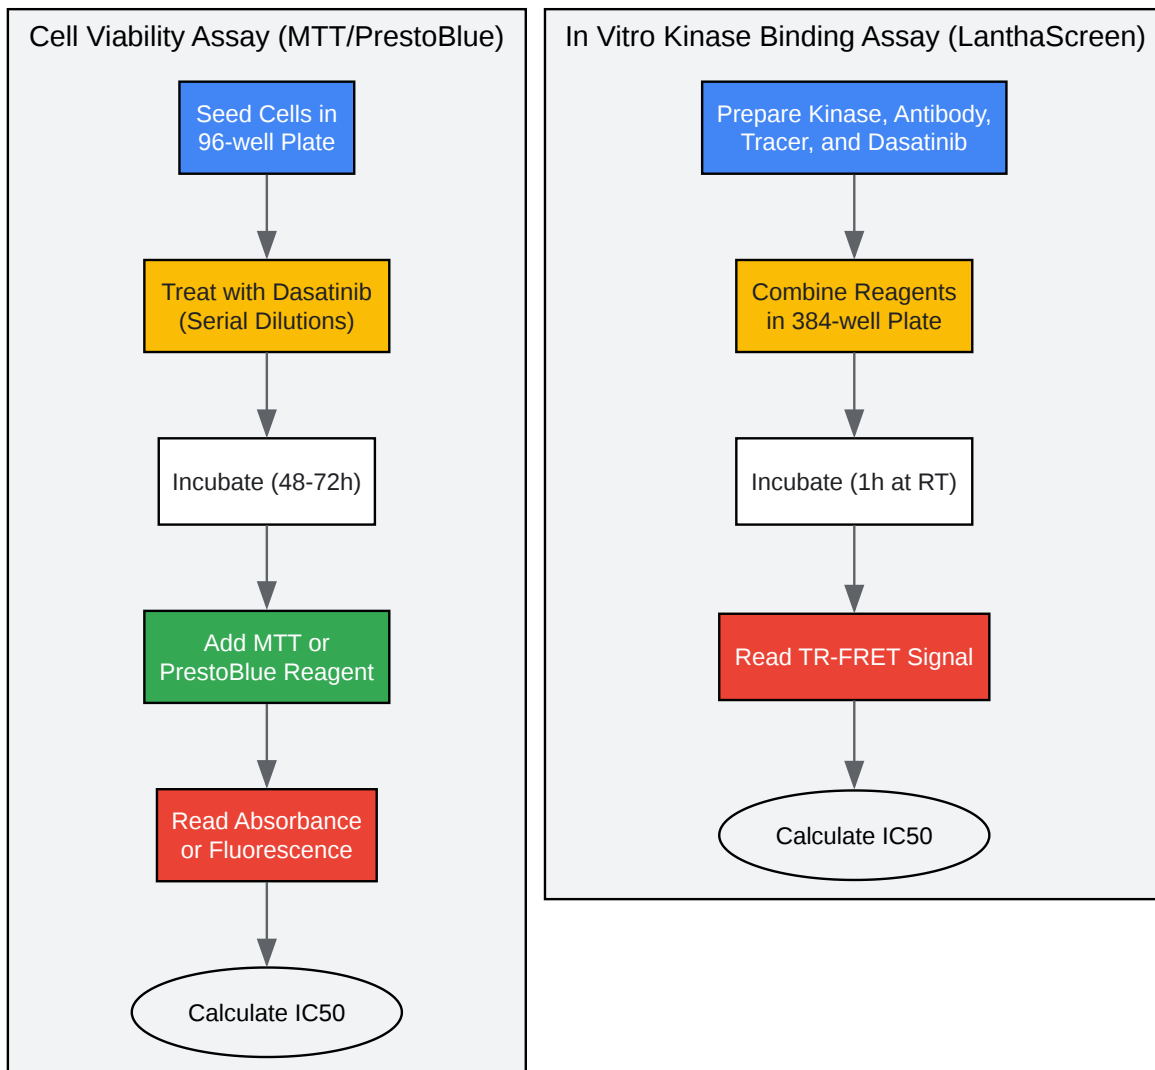 Cell Viability Assay (MTT/PrestoBlue)
Seed Cells in
96-well Plate
Treat with Dasatinib
(Serial Dilutions)
Incubate (48-72h)
Add MTT or
PrestoBlue Reagent
Read Absorbance
or Fluorescence
Calculate IC50
In Vitro Kinase Binding Assay (LanthaScreen)
Prepare Kinase, Antibody,
Tracer, and Dasatinib
Combine Reagents
in 384-well Plate
Incubate (1h at RT)
Read TR-FRET Signal
Calculate IC50